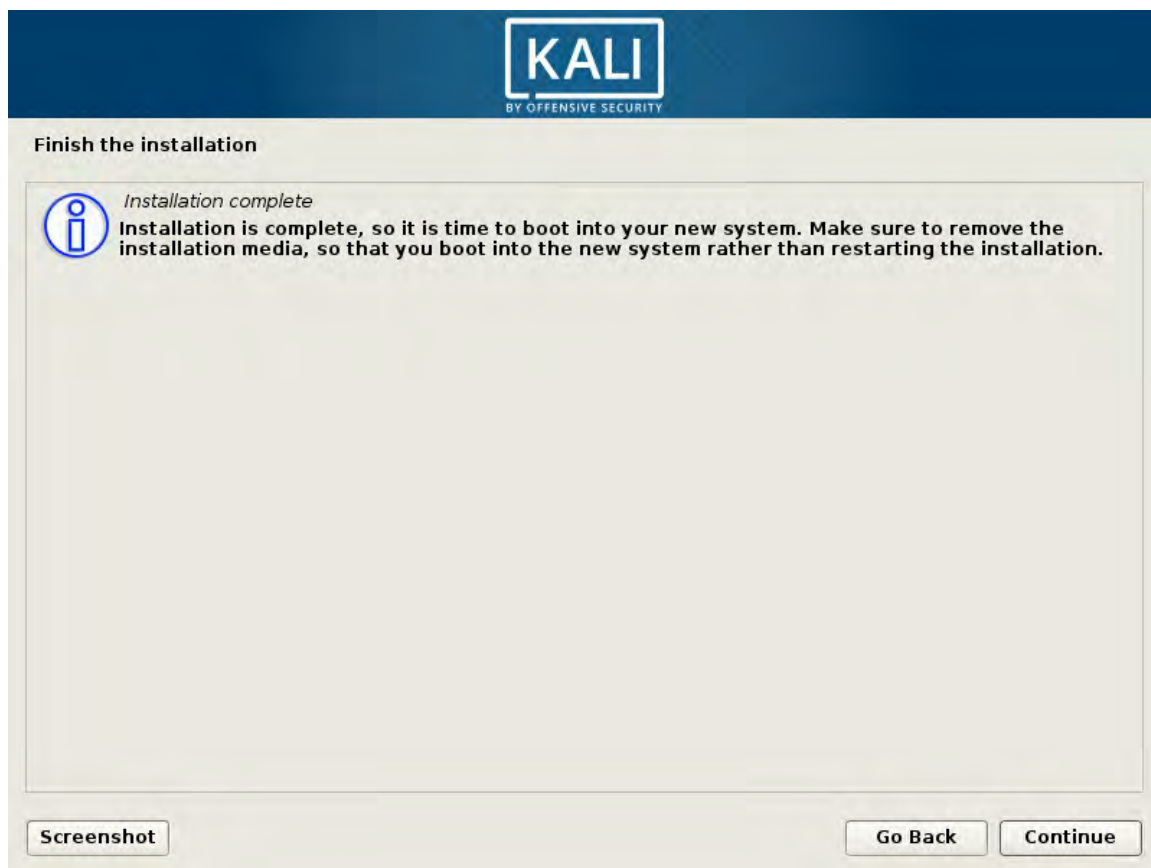 KALI
BY OFFENSIVE SECURITY
Finish the installation
Installation complete
Installation is complete, so it is time to boot into your new system. Make sure to remove the
installation media, so that you boot into the new system rather than restarting the installation.
Screenshot
Go Back
Continue